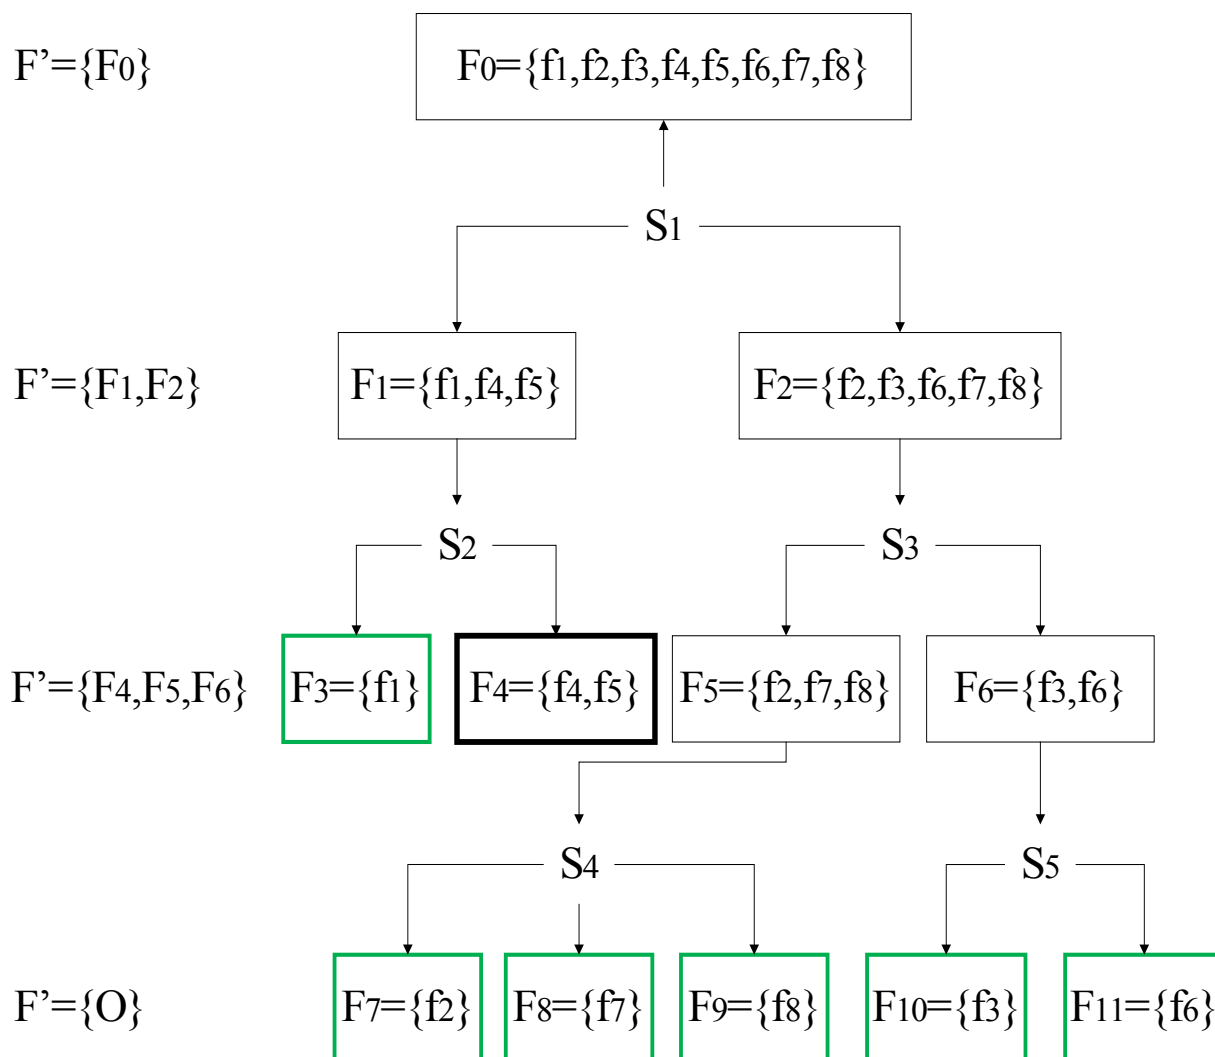 F’={F0} F0={f1,f2,f3,f4,f5,f6,f7,f8}
S1
F’={F1,F2} F1={f1,f4,f5} F2={f2,f3,f6,f7,f8}
S2 S3
F’={F4,F5,F6} F3={f1} F4={f4,f5} F5={f2,f7,f8} F6={f3,f6}
S4 S5
F’={O} F7={f2} F8={f7} F9={f8} F10={f3} F11={f6}